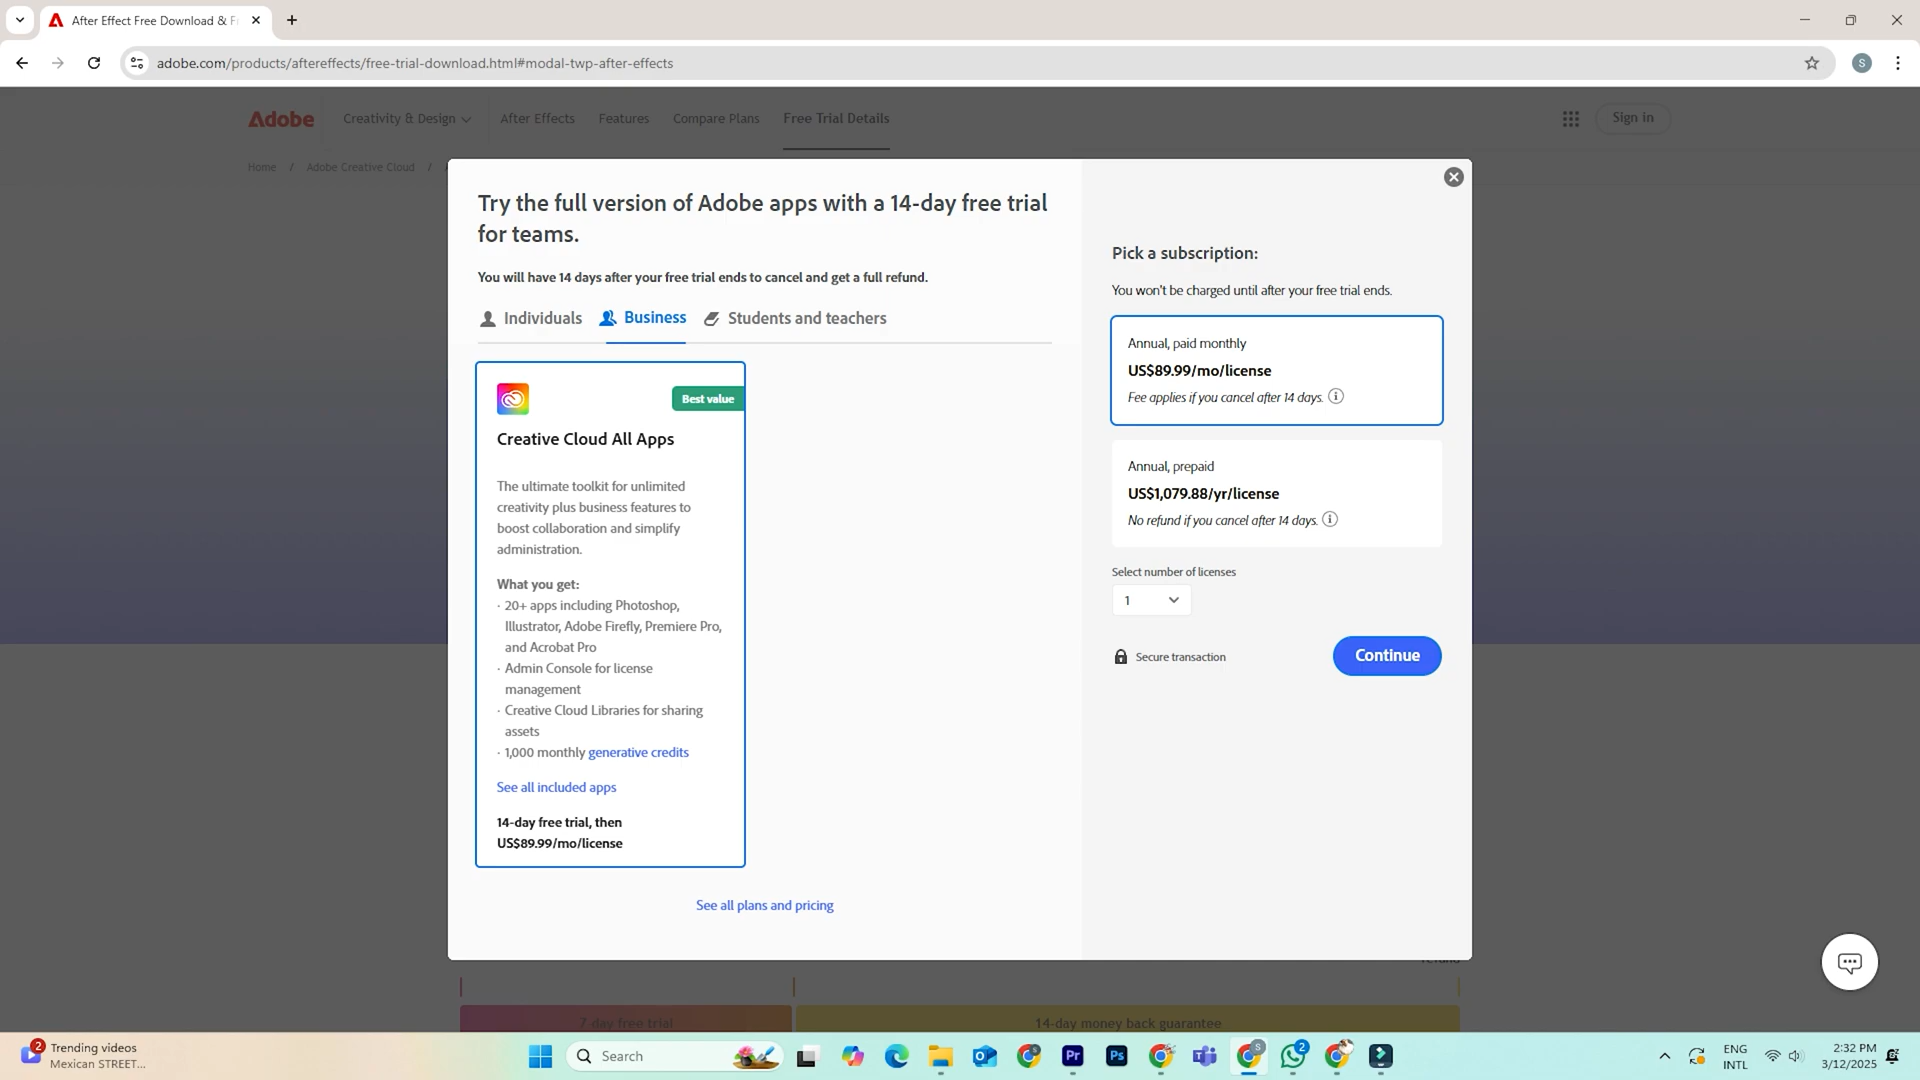 After Effect Free Download & F
adobe.com/products/aftereffects/free-trial-download.html#modal-twp-after-effects
S
Adobe
Creativity & Design
After Effects
Features
Compare Plans
Free Trial Details
Sign in
Home / Adobe Creative Cloud /
Try the full version of Adobe apps with a 14-day free trial
for teams.
You will have 14 days after your free trial ends to cancel and get a full refund.
Individuals
Business
Students and teachers
Best value
Creative Cloud All Apps
The ultimate toolkit for unlimited
creativity plus business features to
boost collaboration and simplify
administration.
What you get:
· 20+ apps including Photoshop,
Illustrator, Adobe Firefly, Premiere Pro,
and Acrobat Pro
· Admin Console for license
management
· Creative Cloud Libraries for sharing
assets
· 1,000 monthly generative credits
See all included apps
14-day free trial, then
US$89.99/mo/license
See all plans and pricing
Pick a subscription:
You won't be charged until after your free trial ends.
Annual, paid monthly
US$89.99/mo/license
Fee applies if you cancel after 14 days.
Annual, prepaid
US$1,079.88/yr/license
No refund if you cancel after 14 days.
Select number of licenses
1
Secure transaction
Continue
7-day free trial
14-day money back guarantee
2
Trending videos
Mexican STREET...
Search
Pr
Ps
S
2
ENG
INTL
2:32 PM
3/12/2025